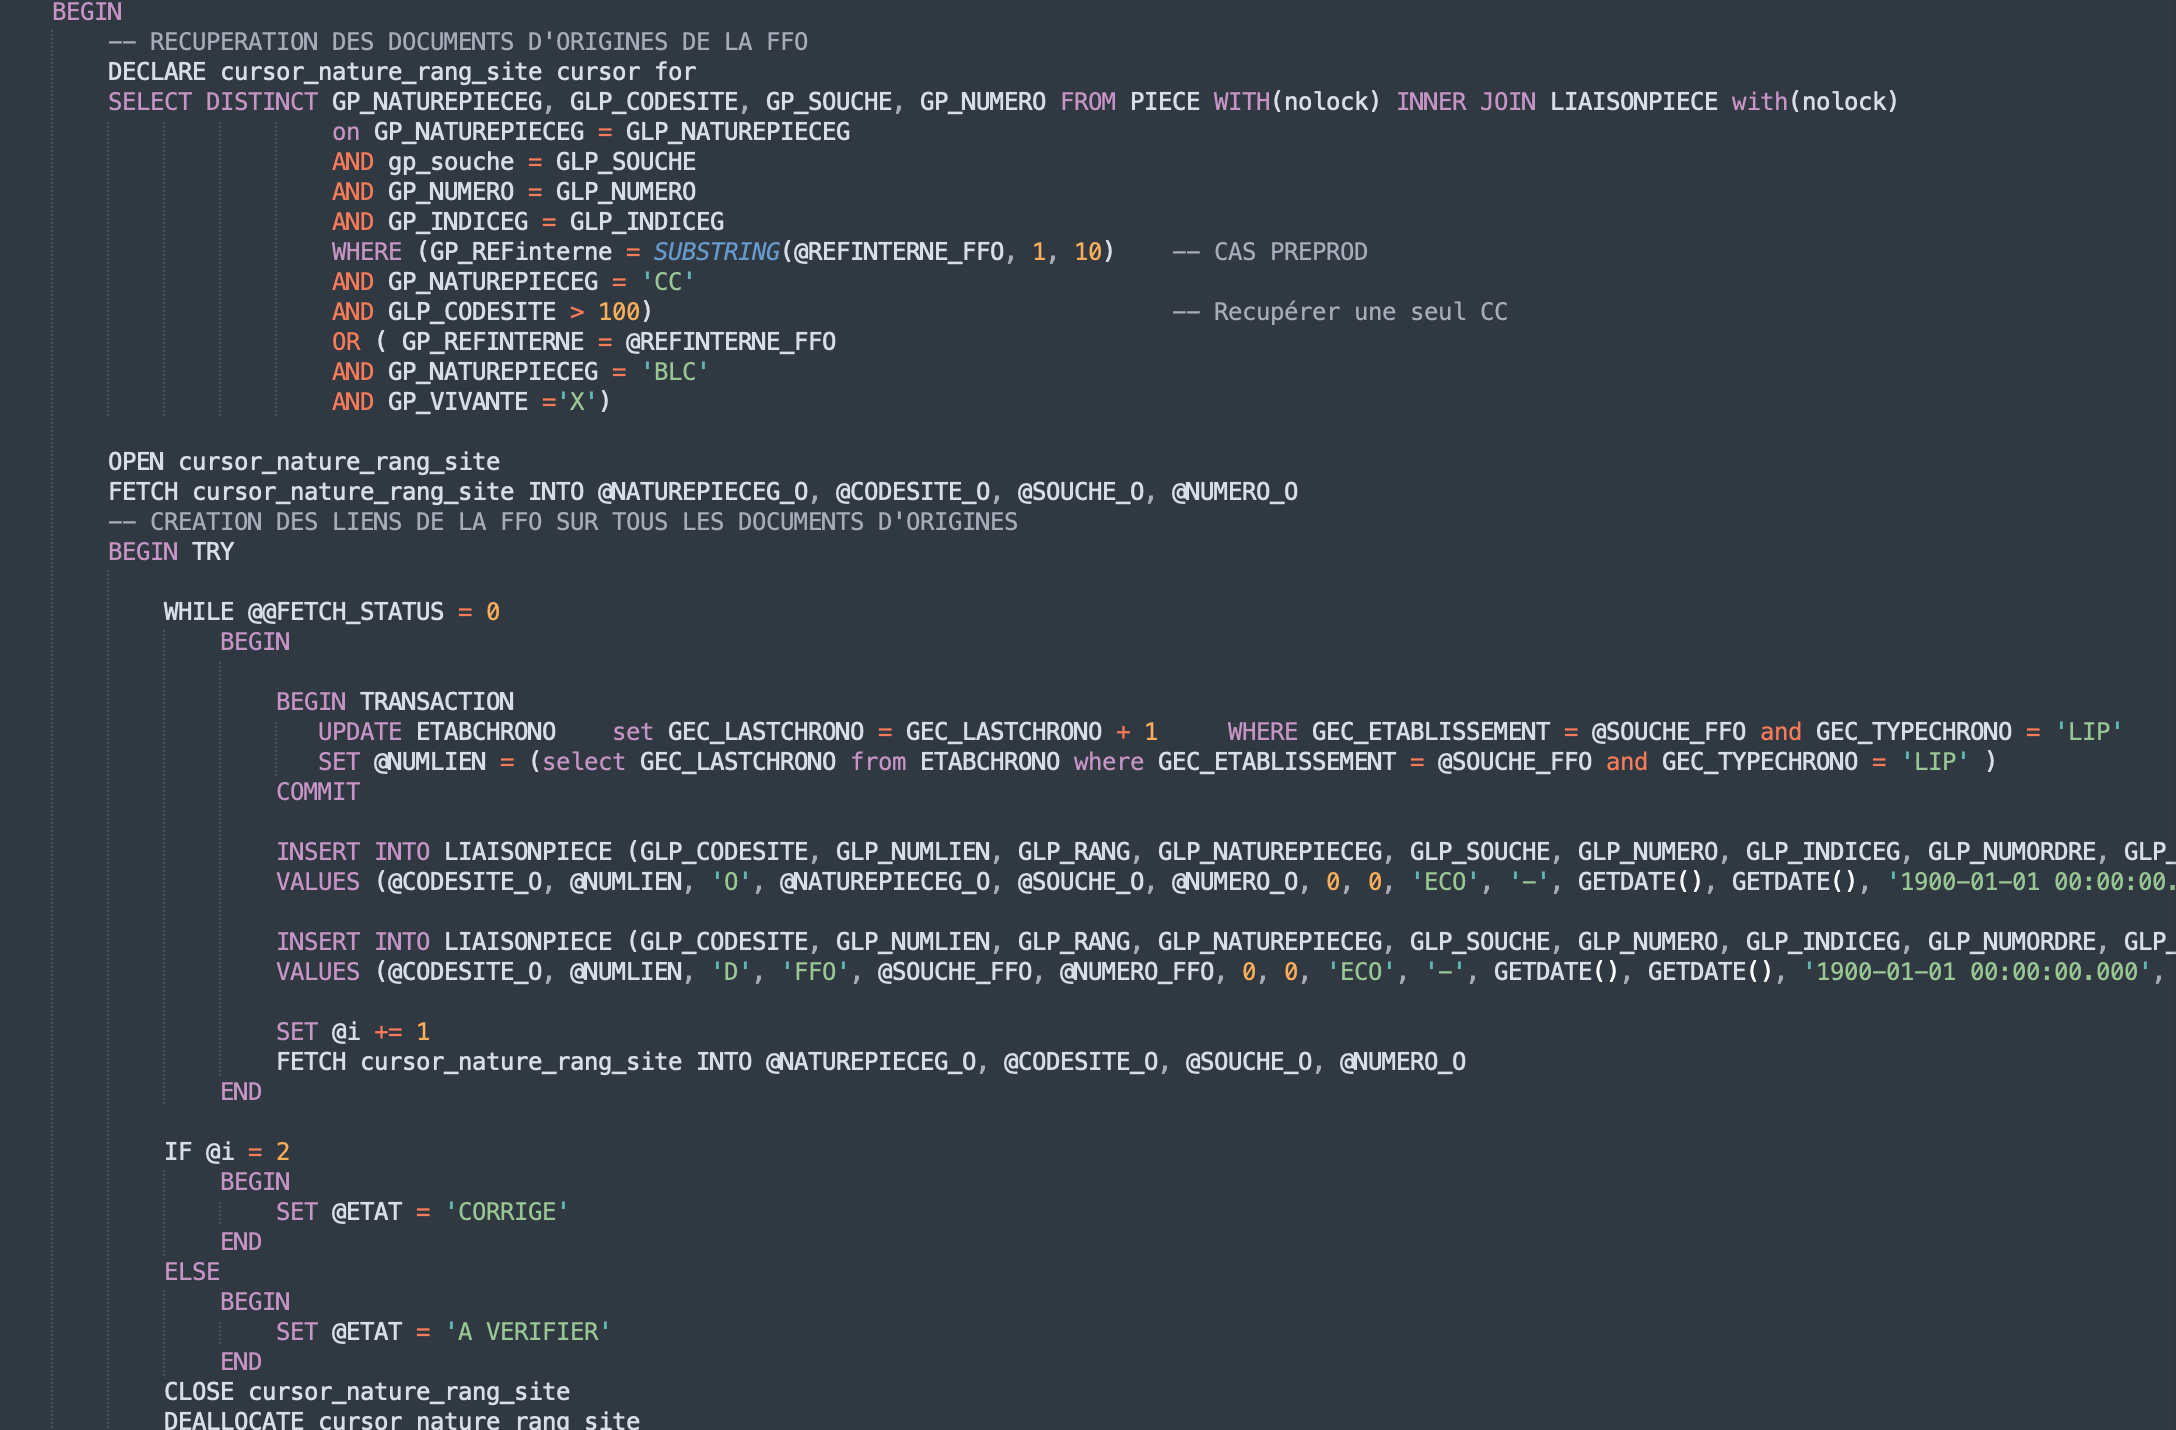 BEGIN
-- RECUPERATION DES DOCUMENTS D'ORIGINES DE LA FFO
DECLARE cursor_nature_rang_site cursor for
SELECT DISTINCT GP_NATUREPIECEG, GLP_CODESITE, GP_SOUCHE, GP_NUMERO FROM PIECE WITH(nolock) INNER JOIN LIAISONPIECE with(nolock)
on GP_NATUREPIECEG = GLP_NATUREPIECEG
AND gp_souche = GLP_SOUCHE
AND GP_NUMERO = GLP_NUMERO
AND GP_INDICEG = GLP_INDICEG
WHERE (GP_REFinterne = SUBSTRING(@REFINTERNE_FFO, 1, 10) -- CAS PREPROD
AND GP_NATUREPIECEG = 'CC'
AND GLP_CODESITE > 100) -- Recupérer une seul CC
OR ( GP_REFINTERNE = @REFINTERNE_FFO
AND GP_NATUREPIECEG = 'BLC'
AND GP_VIVANTE ='X')
OPEN cursor_nature_rang_site
FETCH cursor_nature_rang_site INTO @NATUREPIECEG_O, @CODESITE_O, @SOUCHE_O, @NUMERO_O
-- CREATION DES LIENS DE LA FFO SUR TOUS LES DOCUMENTS D'ORIGINES
BEGIN TRY
WHILE @@FETCH_STATUS = 0
BEGIN
BEGIN TRANSACTION
UPDATE ETABCHRONO set GEC_LASTCHRONO = GEC_LASTCHRONO + 1 WHERE GEC_ETABLISSEMENT = @SOUCHE_FFO and GEC_TYPECHRONO = 'LIP'
SET @NUMLIEN = (select GEC_LASTCHRONO from ETABCHRONO where GEC_ETABLISSEMENT = @SOUCHE_FFO and GEC_TYPECHRONO = 'LIP' )
COMMIT
INSERT INTO LIAISONPIECE (GLP_CODESITE, GLP_NUMLIEN, GLP_RANG, GLP_NATUREPIECEG, GLP_SOUCHE, GLP_NUMERO, GLP_INDICEG, GLP_NUMORDRE, GLP_
VALUES (@CODESITE_O, @NUMLIEN, 'O', @NATUREPIECEG_O, @SOUCHE_O, @NUMERO_O, 0, 0, 'ECO', '-', GETDATE(), GETDATE(), '1900-01-01 00:00:00.
INSERT INTO LIAISONPIECE (GLP_CODESITE, GLP_NUMLIEN, GLP_RANG, GLP_NATUREPIECEG, GLP_SOUCHE, GLP_NUMERO, GLP_INDICEG, GLP_NUMORDRE, GLP_
VALUES (@CODESITE_O, @NUMLIEN, 'D', 'FFO', @SOUCHE_FFO, @NUMERO_FFO, 0, 0, 'ECO', '-', GETDATE(), GETDATE(), '1900-01-01 00:00:00.000',
SET @i += 1
FETCH cursor_nature_rang_site INTO @NATUREPIECEG_O, @CODESITE_O, @SOUCHE_O, @NUMERO_O
END
IF @i = 2
BEGIN
SET @ETAT = 'CORRIGE'
END
ELSE
BEGIN
SET @ETAT = 'A VERIFIER'
END
CLOSE cursor_nature_rang_site
DEALLOCATE cursor_nature_rang_site